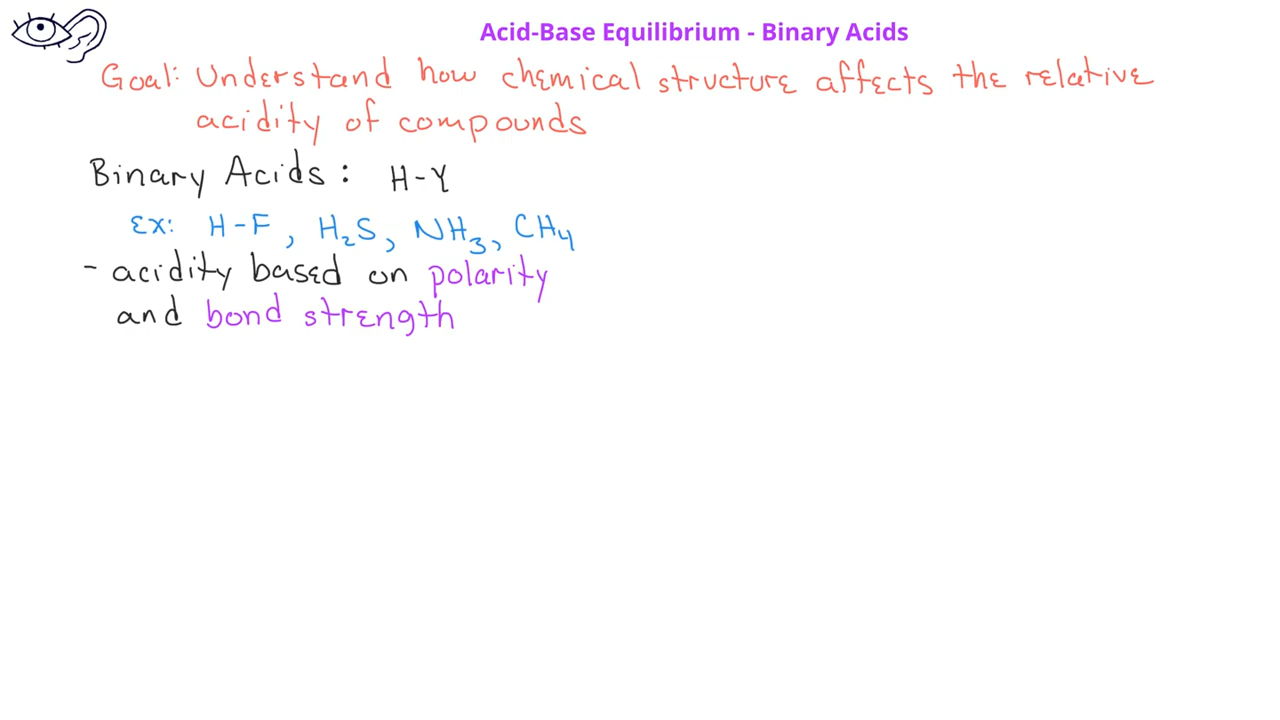 Acid-Base Equilibrium - Binary Acids
Goal: Understand how chemical structure affects the relative
acidity of compounds
Binary Acids: H-Y
Ex: H-F, H₂S, NH₃, CH₄
- acidity based on polarity
and bond strength